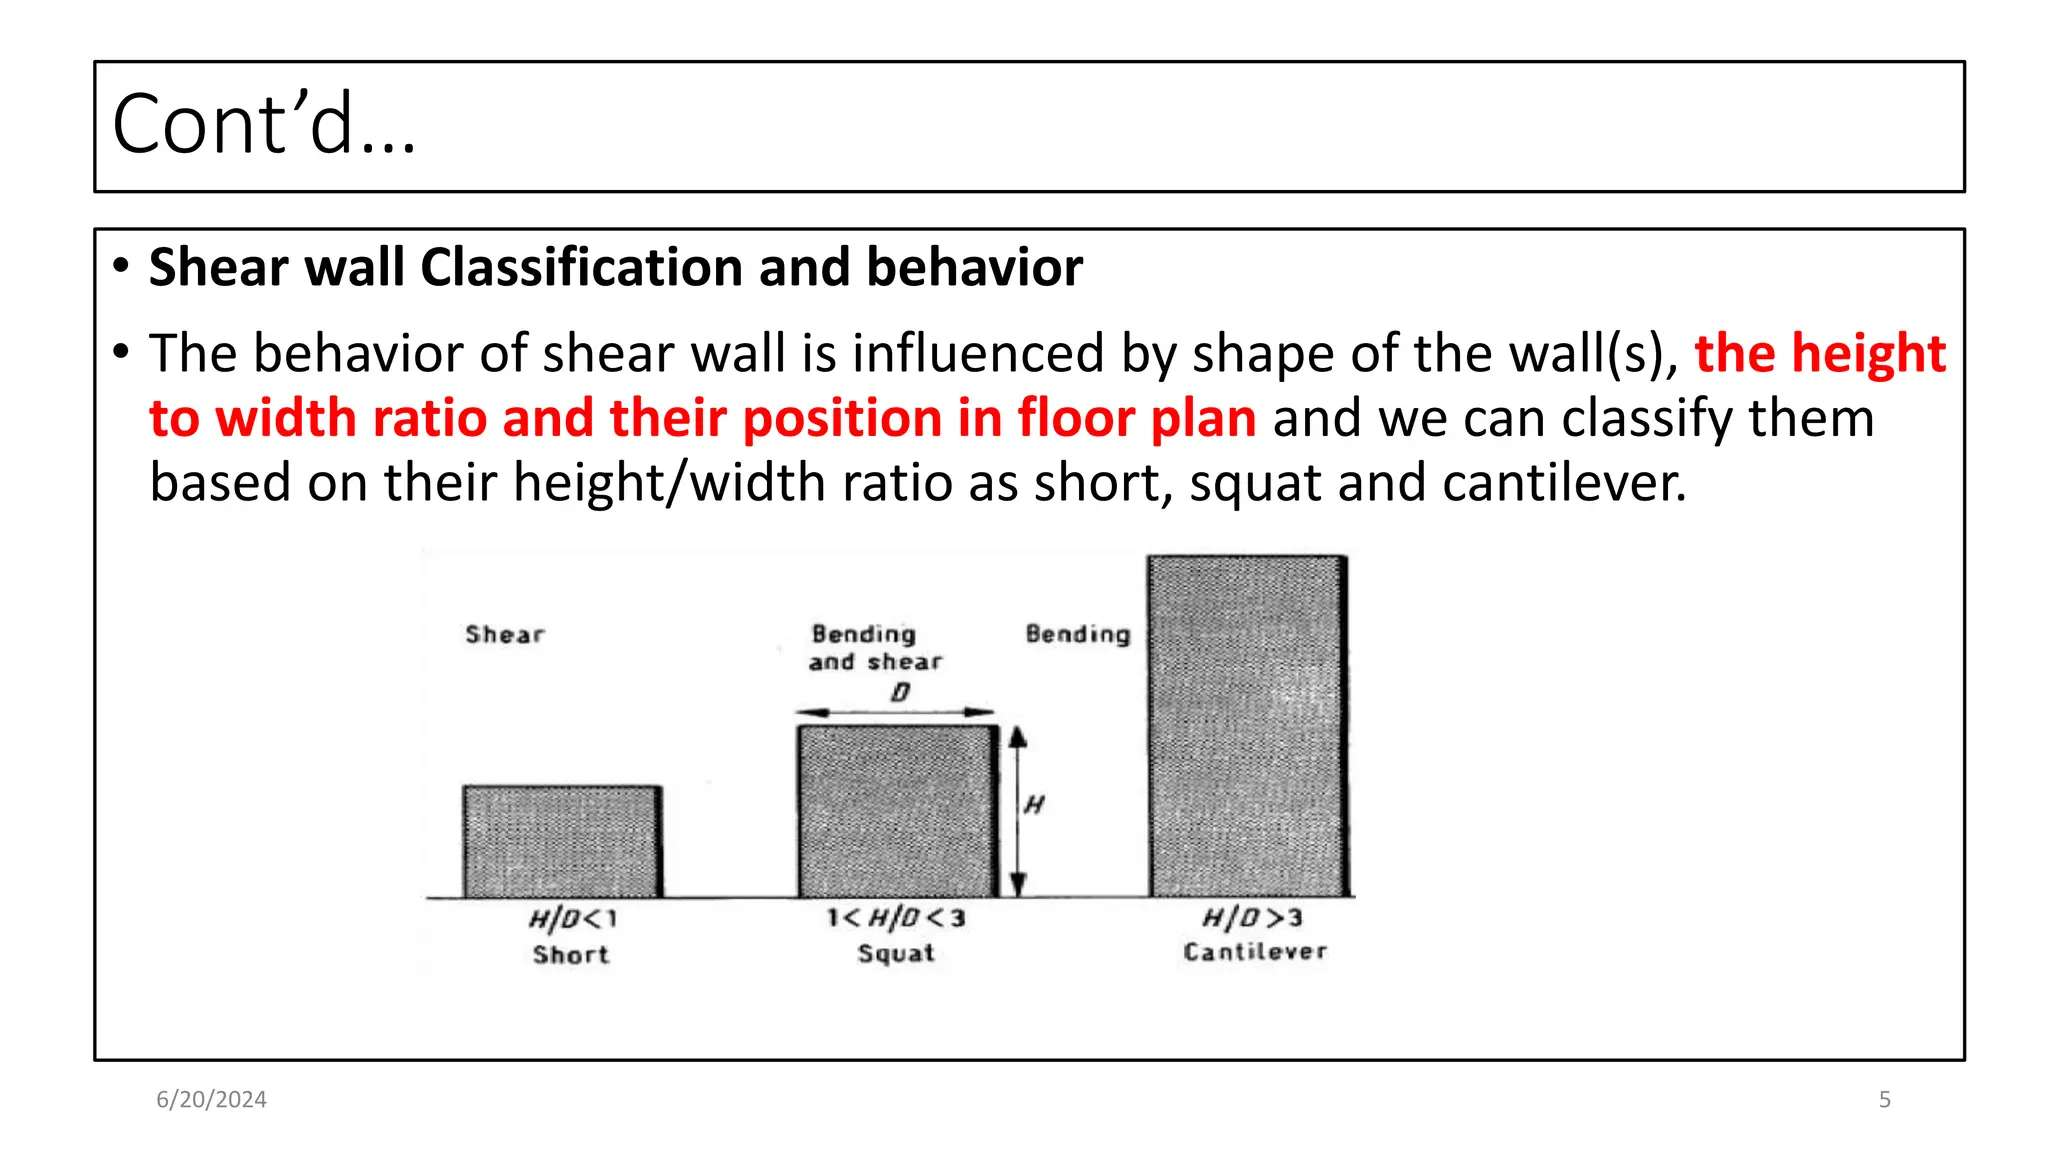 Cont’d…
• Shear wall Classification and behavior
• The behavior of shear wall is influenced by shape of the wall(s), the height
to width ratio and their position in floor plan and we can classify them
based on their height/width ratio as short, squat and cantilever.
Shear
Bending
and shear
Bending
D
H
H/D<1
Short
1<H/D<3
Squat
H/D>3
Cantilever
6/20/2024
5